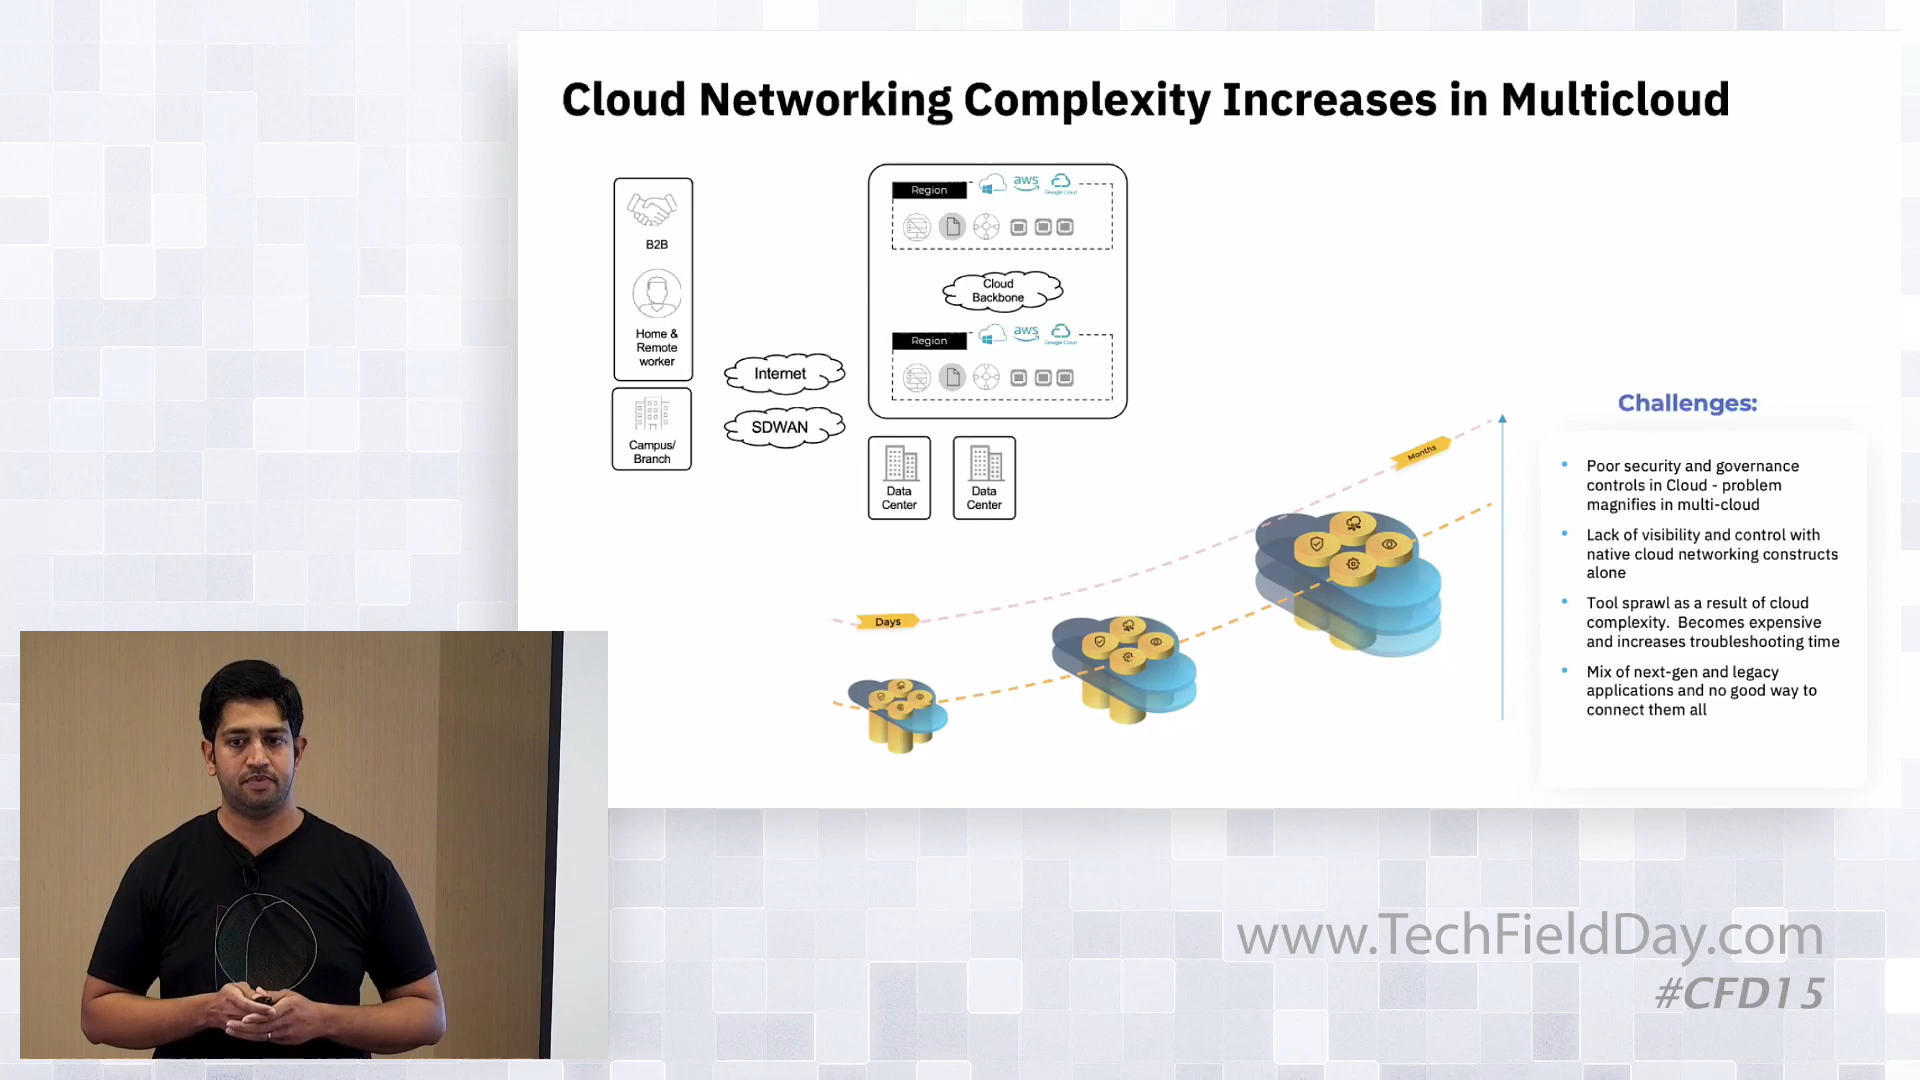 Cloud Networking Complexity Increases in Multicloud
B2B
Home &
Remote
worker
Campus/
Branch
Internet
SDWAN
Region
aws
Google Cloud
Cloud
Backbone
Region
aws
Google Cloud
Data
Center
Data
Center
Days
Months
Challenges:
• Poor security and governance
controls in Cloud - problem
magnifies in multi-cloud
• Lack of visibility and control with
native cloud networking constructs
alone
• Tool sprawl as a result of cloud
complexity. Becomes expensive
and increases troubleshooting time
• Mix of next-gen and legacy
applications and no good way to
connect them all
www.TechFieldDay.com
#CFD15